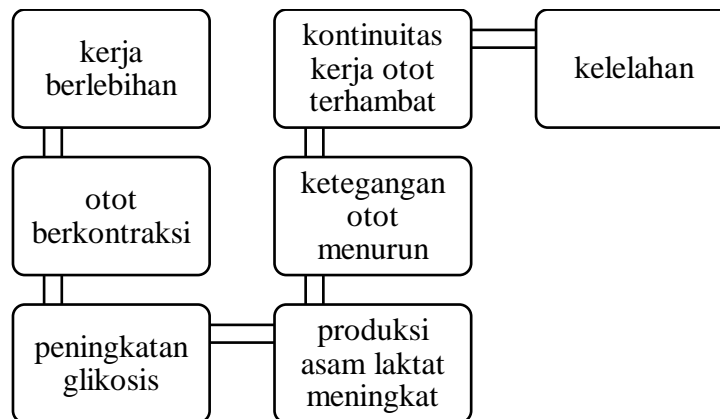 kerja
berlebihan
otot
berkontraksi
peningkatan
glikosis
produksi
asam laktat
meningkat
ketegangan
otot
menurun
kontinuitas
kerja otot
terhambat
kelelahan